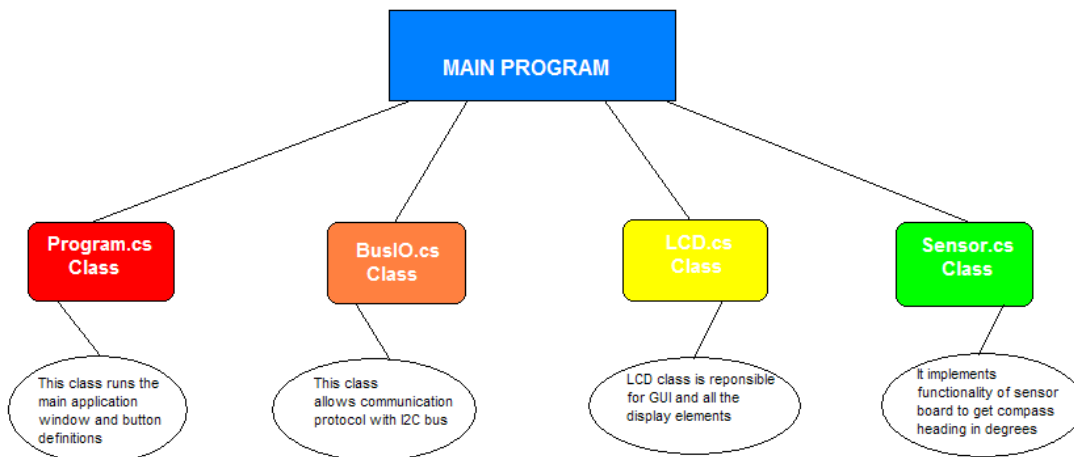 MAIN PROGRAM
Program.cs
Class
BusIO.cs
Class
LCD.cs
Class
Sensor.cs
Class
This class runs the
main application
window and button
definitions
This class
allows communication
protocol with I2C bus
LCD class is reponsible
for GUI and all the
display elements
It implements
functionality of sensor
board to get compass
heading in degrees